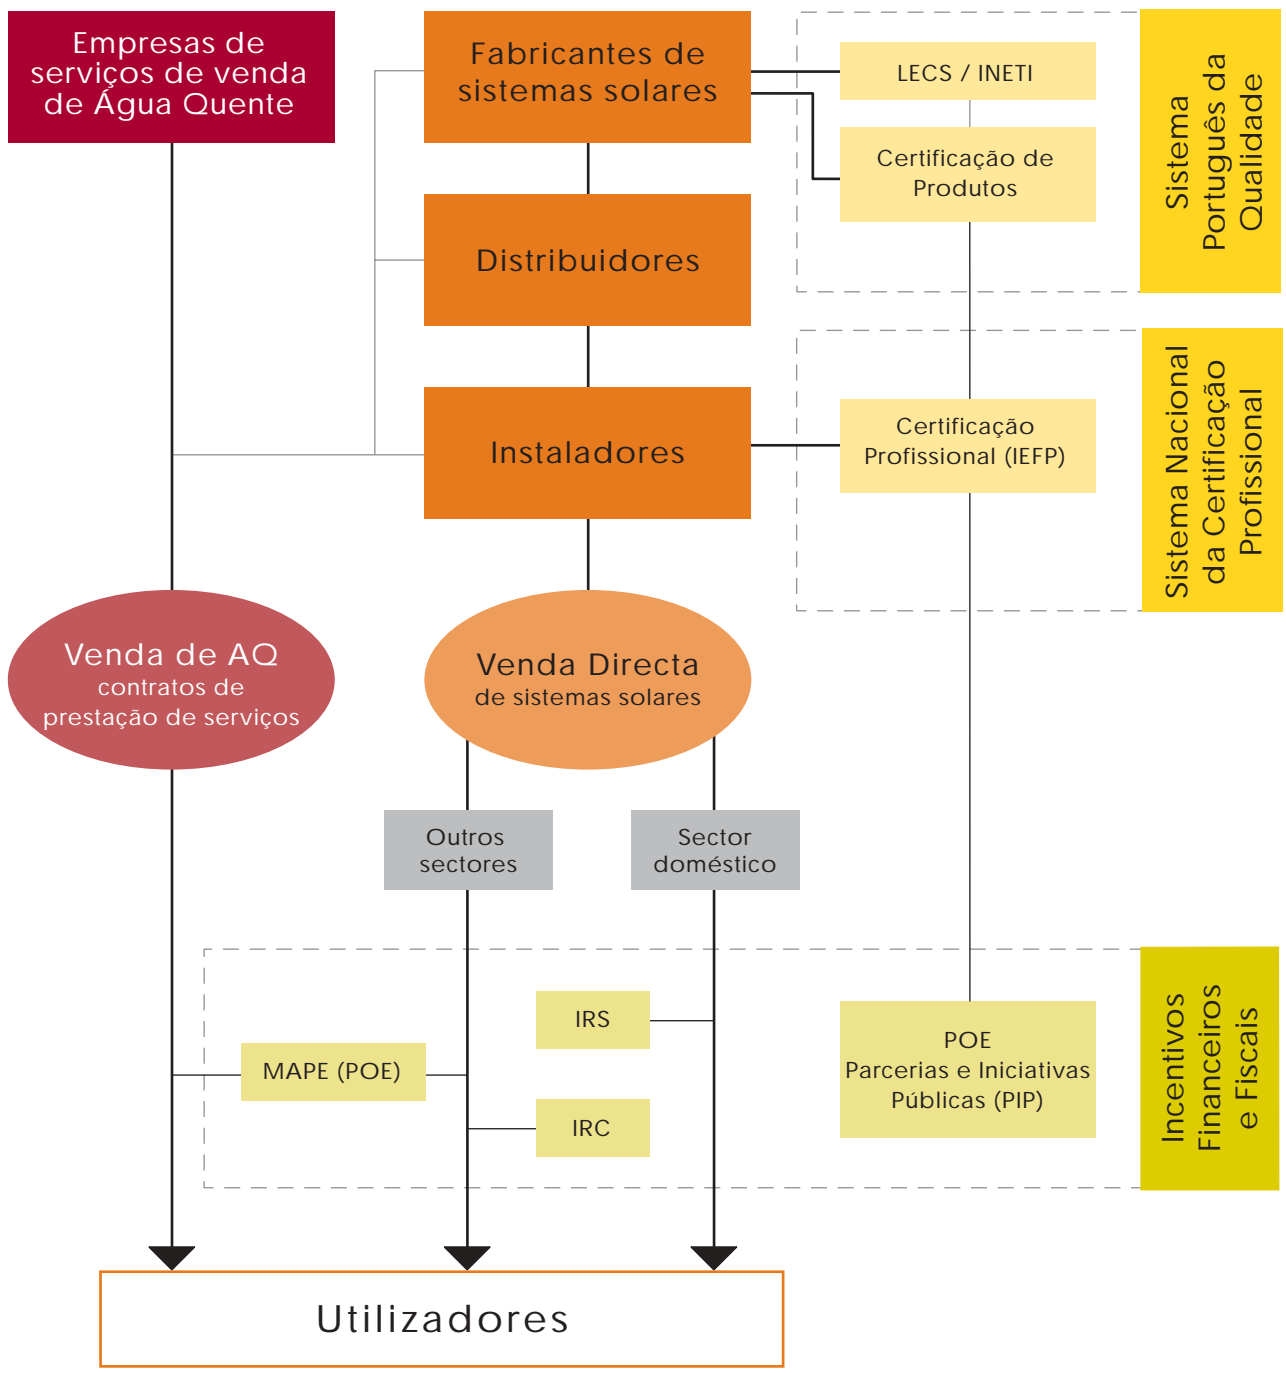 Empresas de
serviços de venda
de Água Quente
Fabricantes de
sistemas solares
LECS / INETI
Certificação de
Produtos
Sistema
Português da
Qualidade
Distribuidores
Instaladores
Certificação
Profissional (IEFP)
Sistema Nacional
da Certificação
Profissional
Venda de AQ
contratos de
prestação de serviços
Venda Directa
de sistemas solares
Outros
sectores
Sector
doméstico
IRS
MAPE (POE)
IRC
POE
Parcerias e Iniciativas
Públicas (PIP)
Incentivos
Financeiros
e Fiscais
Utilizadores